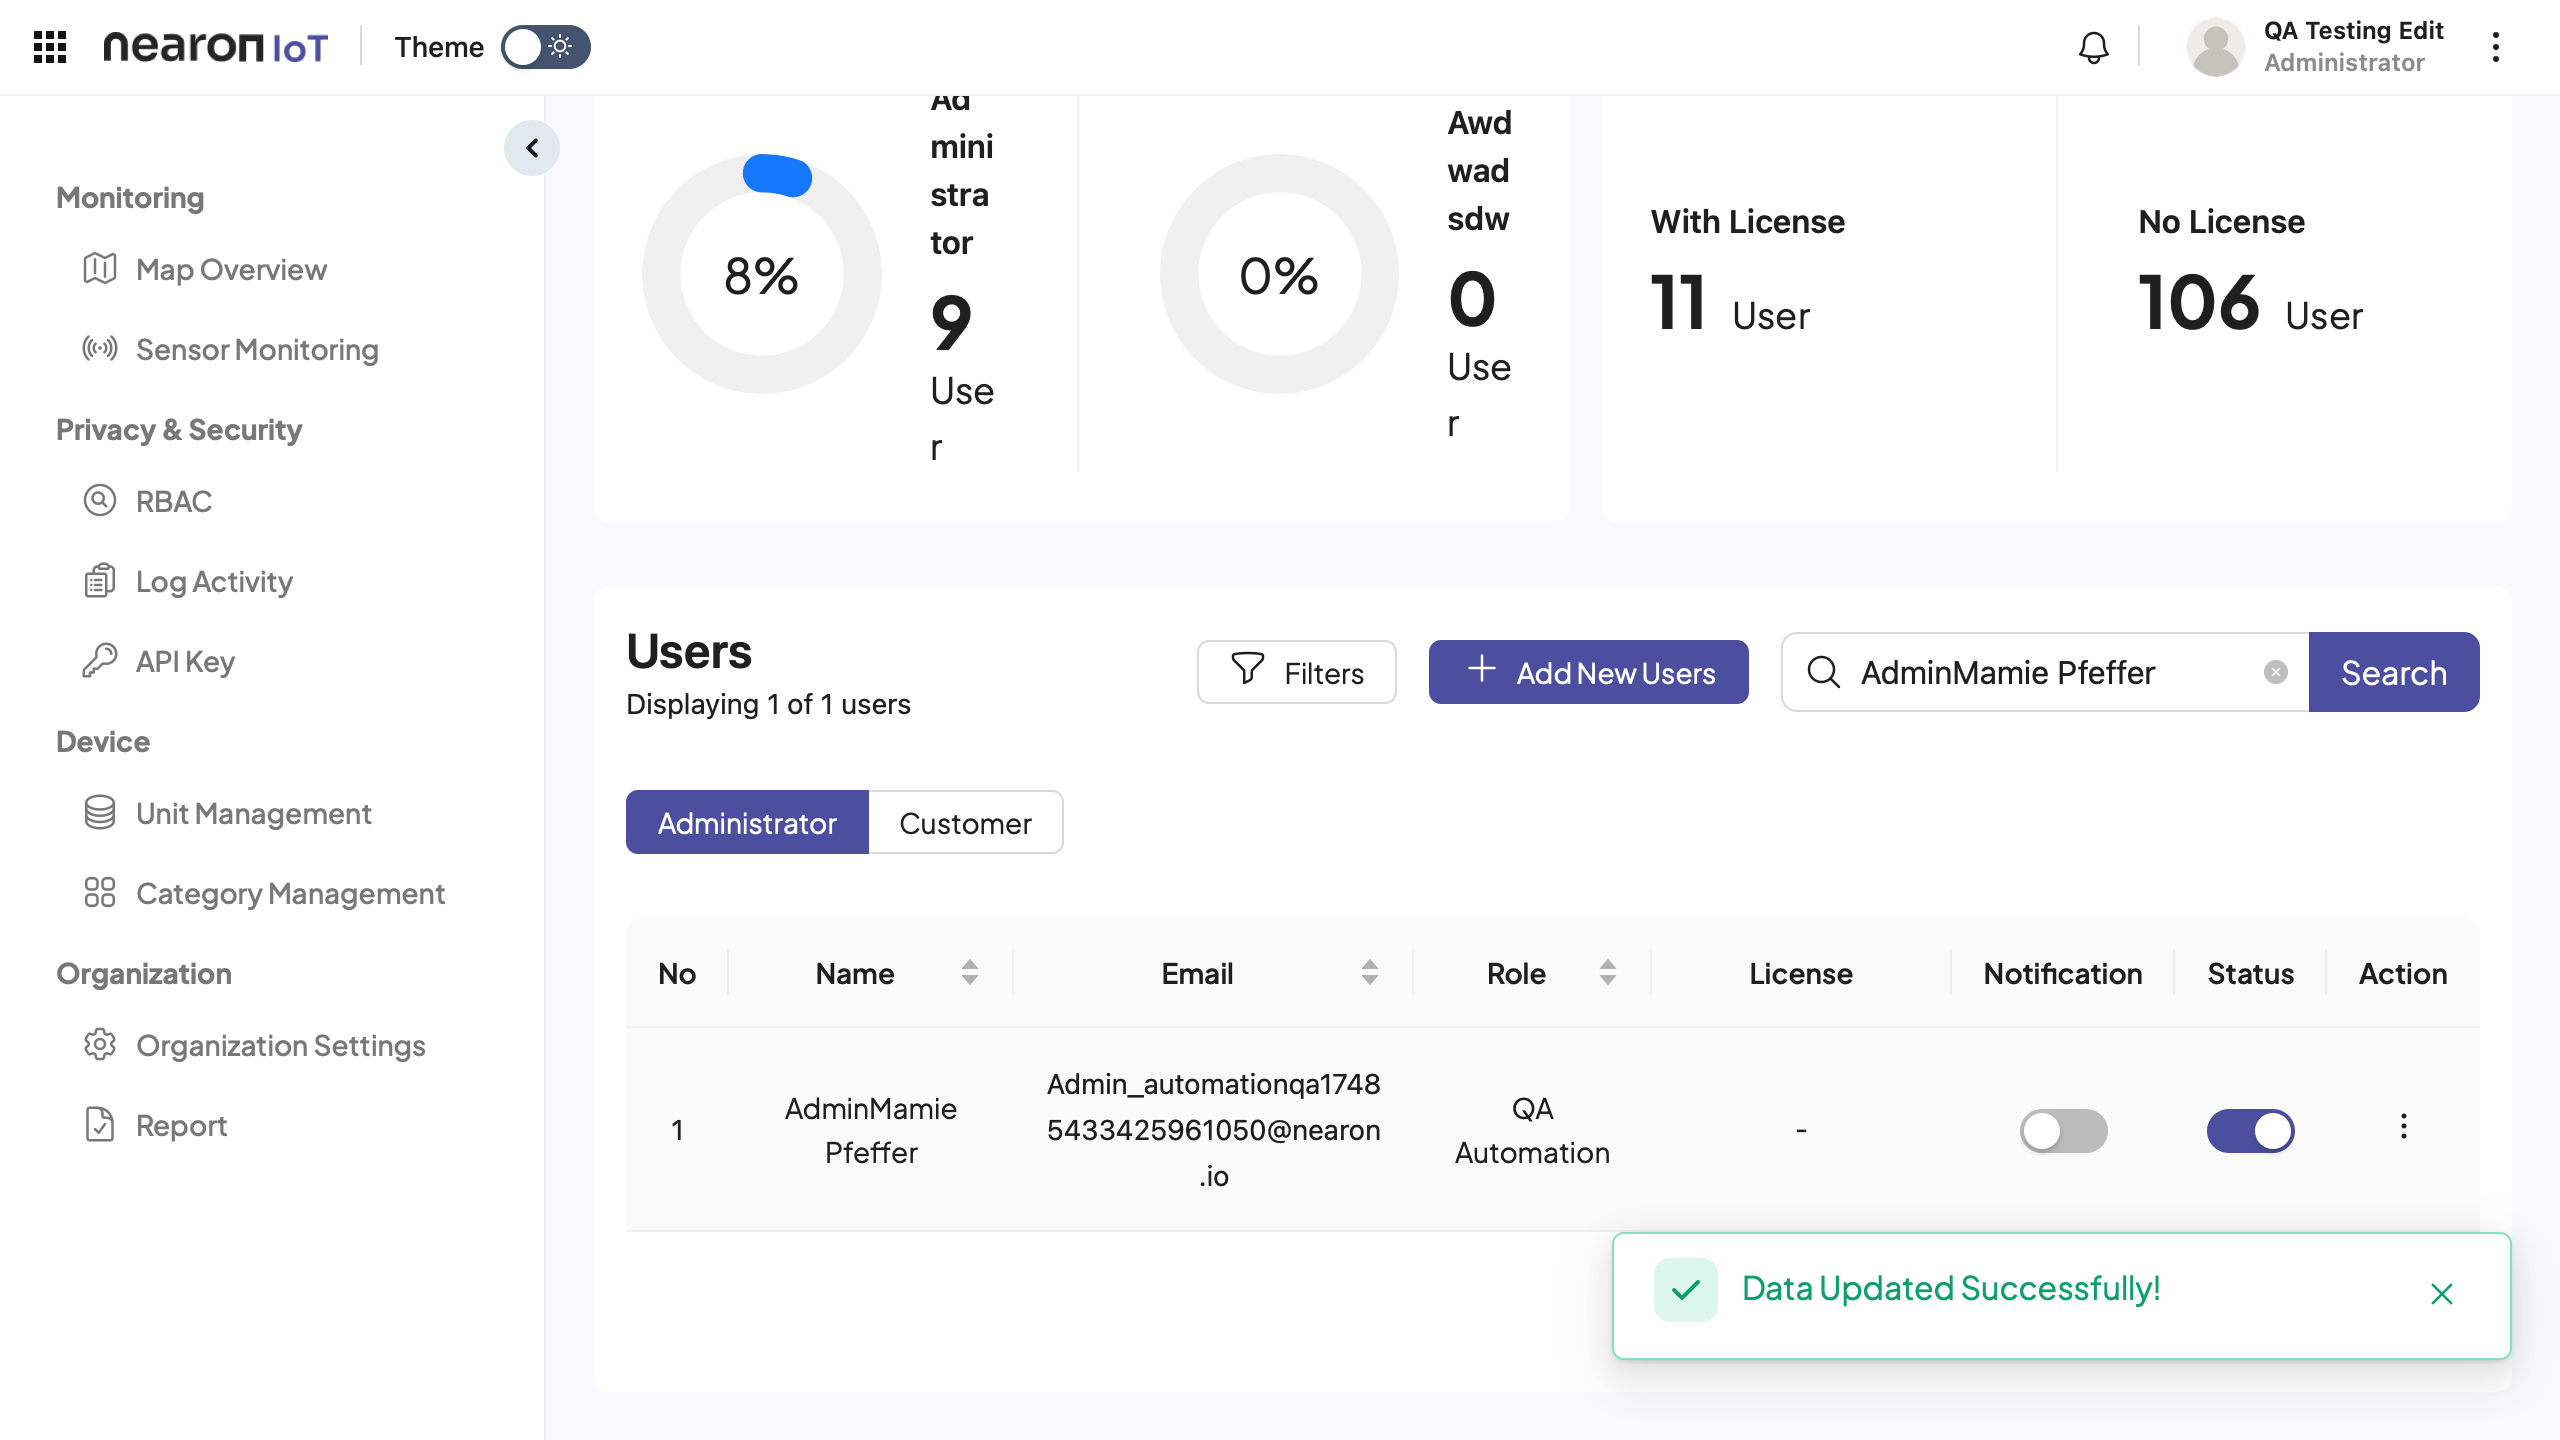 nearon IoT
Theme
QA Testing Edit
Administrator
Monitoring
Map Overview
Sensor Monitoring
Privacy & Security
RBAC
Log Activity
API Key
Device
Unit Management
Category Management
Organization
Organization Settings
Report
8%
Ad
mini
stra
tor
9
Use
r
0%
Awd
wad
sdw
0
Use
r
With License
11 User
No License
106 User
Users
Displaying 1 of 1 users
Filters
Add New Users
AdminMamie Pfeffer
Search
Administrator
Customer
No Name Email Role License Notification Status Action
1
AdminMamie
Pfeffer
Admin_automationqa1748
5433425961050@nearon
.io
QA
Automation
-
Data Updated Successfully!